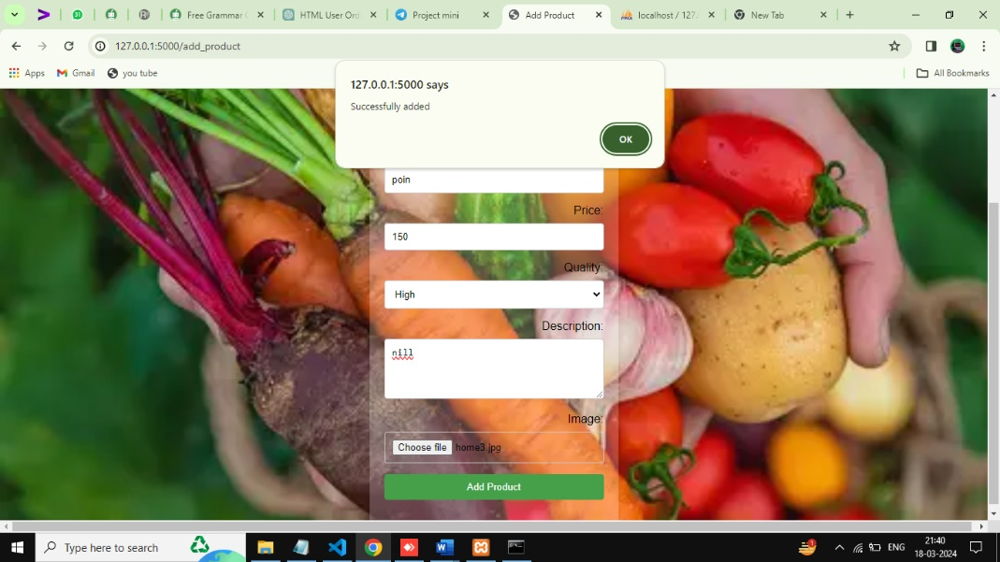 Free Grammar C
HTML User Ord
Project mini
Add Product
localhost / 127.
New Tab
127.0.0.1:5000/add_product
Apps
Gmail
you tube
All Bookmarks
127.0.0.1:5000 says
Successfully added
OK
poin
Price:
150
Quality:
High
Description:
nill
Image:
Choose file home3.jpg
Add Product
Type here to search
ENG
21:40
18-03-2024